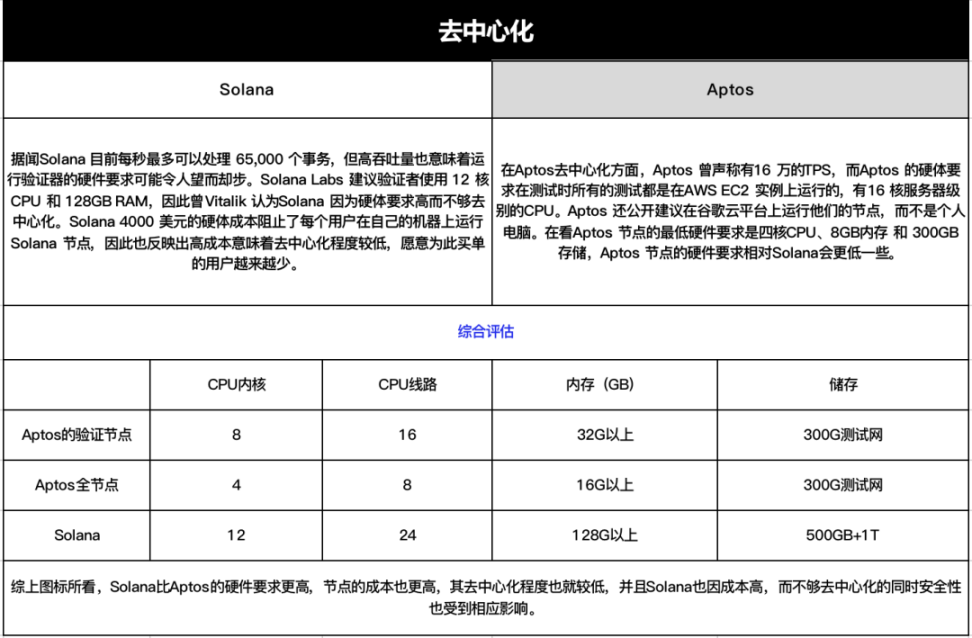 去中心化
Solana
Aptos
据闻Solana 目前每秒最多可以处理 65,000 个事务，但高吞吐量也意味着运
行验证器的硬件要求可能令人望而却步。Solana Labs 建议验证者使用 12 核
CPU 和 128GB RAM，因此曾Vitalik 认为Solana 因为硬体要求高而不够去
中心化。Solana 4000 美元的硬体成本阻止了每个用户在自己的机器上运行
Solana 节点，因此也反映出高成本意味着去中心化程度较低，愿意为此买单
的用户越来越少。
在Aptos去中心化方面，Aptos 曾声称有16 万的TPS，而Aptos 的硬体要
求在测试时所有的测试都是在AWS EC2 实例上运行的，有16 核服务器级
别的CPU。Aptos 还公开建议在谷歌云平台上运行他们的节点，而不是个人
电脑。在看Aptos 节点的最低硬件要求是四核CPU、8GB内存 和 300GB
存储，Aptos 节点的硬件要求相对Solana会更低一些。
综合评估
CPU内核 CPU线路 内存（GB） 储存
Aptos的验证节点 8 16 32G以上 300G测试网
Aptos全节点 4 8 16G以上 300G测试网
Solana 12 24 128G以上 500GB+1T
综上图标所看，Solana比Aptos的硬件要求更高，节点的成本也更高，其去中心化程度也就较低，并且Solana也因成本高，而不够去中心化的同时安全性
也受到相应影响。